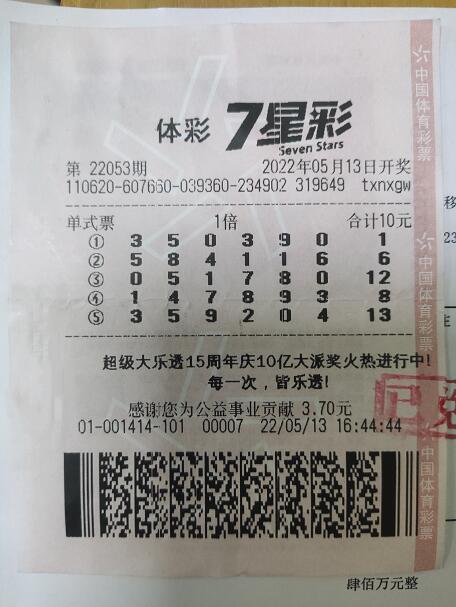 体彩 7星彩
Seven Stars
第 22053期 2022年05月13日开奖
110620-607660-039360-234902 319649 txnxgw
单式票 1倍 合计10元
① 3 5 0 3 9 0 1
② 5 8 4 1 1 6 6
③ 0 5 1 7 8 0 12
④ 1 4 7 8 9 3 8
⑤ 3 5 9 2 0 4 13
超级大乐透15周年庆10亿大派奖火热进行中!
每一次，皆乐透!
感谢您为公益事业贡献 3.70元
01-001414-101 00007 22/05/13 16:44:44
中国体育彩票
中国体育彩票
中国体育彩票
移
23
注
已
肆佰万元整